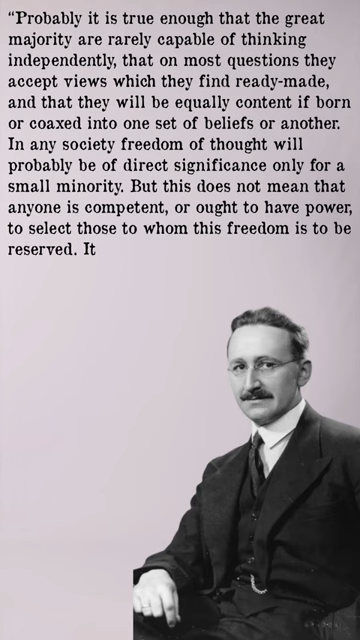 “Probably it is true enough that the great
majority are rarely capable of thinking
independently, that on most questions they
accept views which they find ready-made,
and that they will be equally content if born
or coaxed into one set of beliefs or another.
In any society freedom of thought will
probably be of direct significance only for a
small minority. But this does not mean that
anyone is competent, or ought to have power,
to select those to whom this freedom is to be
reserved. It